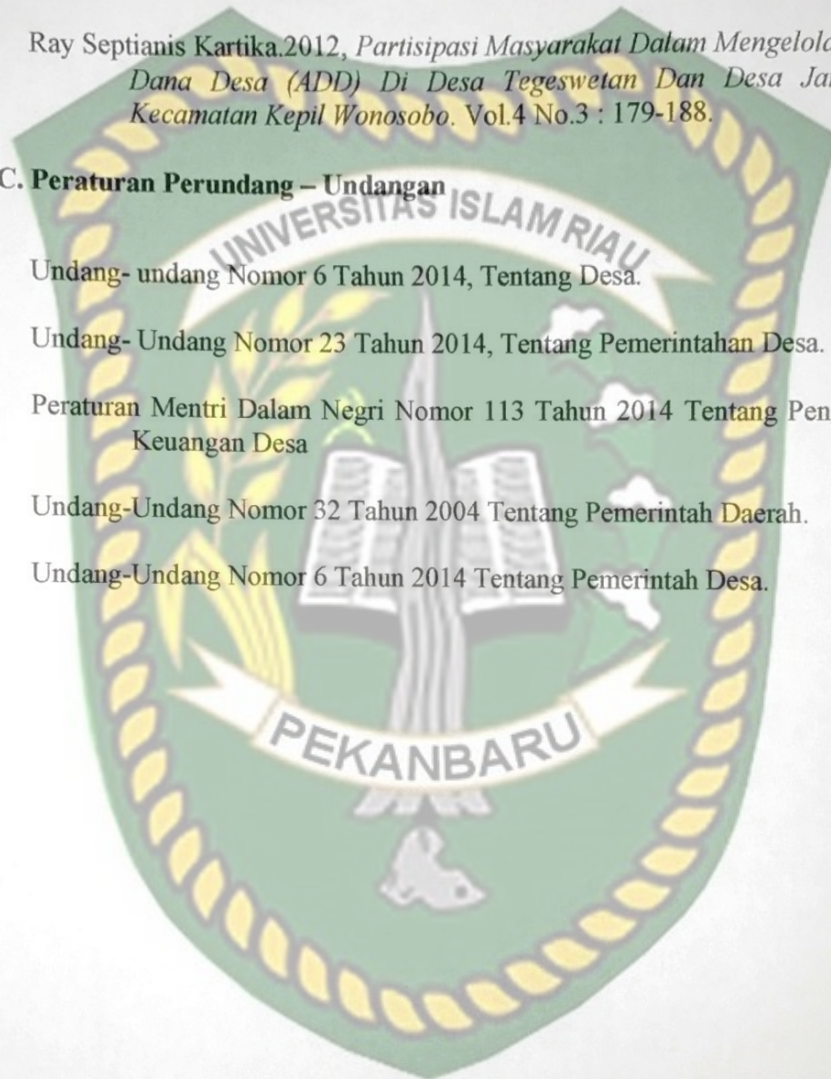 Ray Septianis Kartika.2012, Partisipasi Masyarakat Dalam Mengelola
Dana Desa (ADD) Di Desa Tegeswetan Dan Desa
Kecamatan Kepil Wonosobo. Vol.4 No.3 : 179-188.
C. Peraturan Perundang – Undangan
UNIVERSITAS ISLAM RIAU
Undang- undang Nomor 6 Tahun 2014, Tentang Desa.
Undang- Undang Nomor 23 Tahun 2014, Tentang Pemerintahan Desa.
Peraturan Mentri Dalam Negri Nomor 113 Tahun 2014 Tentang Pen
Keuangan Desa
Undang-Undang Nomor 32 Tahun 2004 Tentang Pemerintah Daerah.
Undang-Undang Nomor 6 Tahun 2014 Tentang Pemerintah Desa.
PEKANBARU